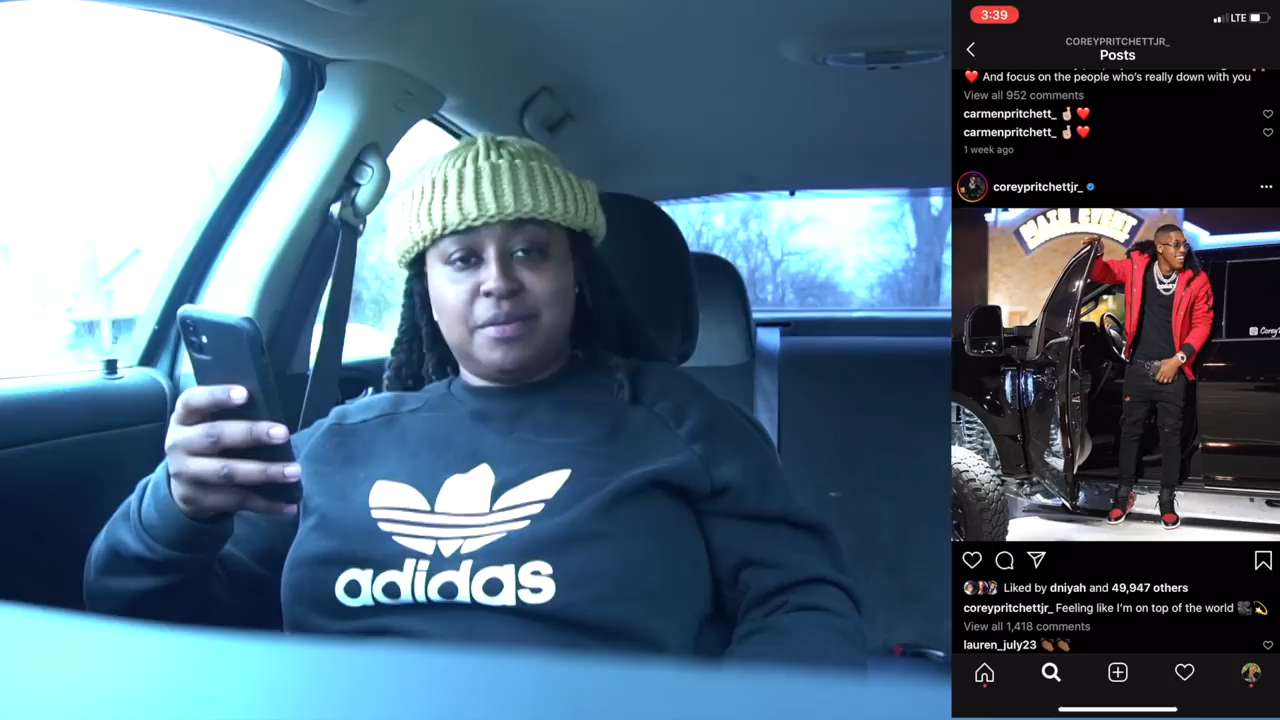 adidas
3:39
LTE
COREYPRITCHETTJR_
Posts
And focus on the people who's really down with you
View all 952 comments
carmenpritchett_ 🤞🏼❤️
carmenpritchett_ 🤞🏼❤️
1 week ago
coreypritchettjr_
MAIN EVENT
Liked by dniyah and 49,947 others
coreypritchettjr_ Feeling like I'm on top of the world
View all 1,418 comments
lauren_july23 👏🏾👏🏾